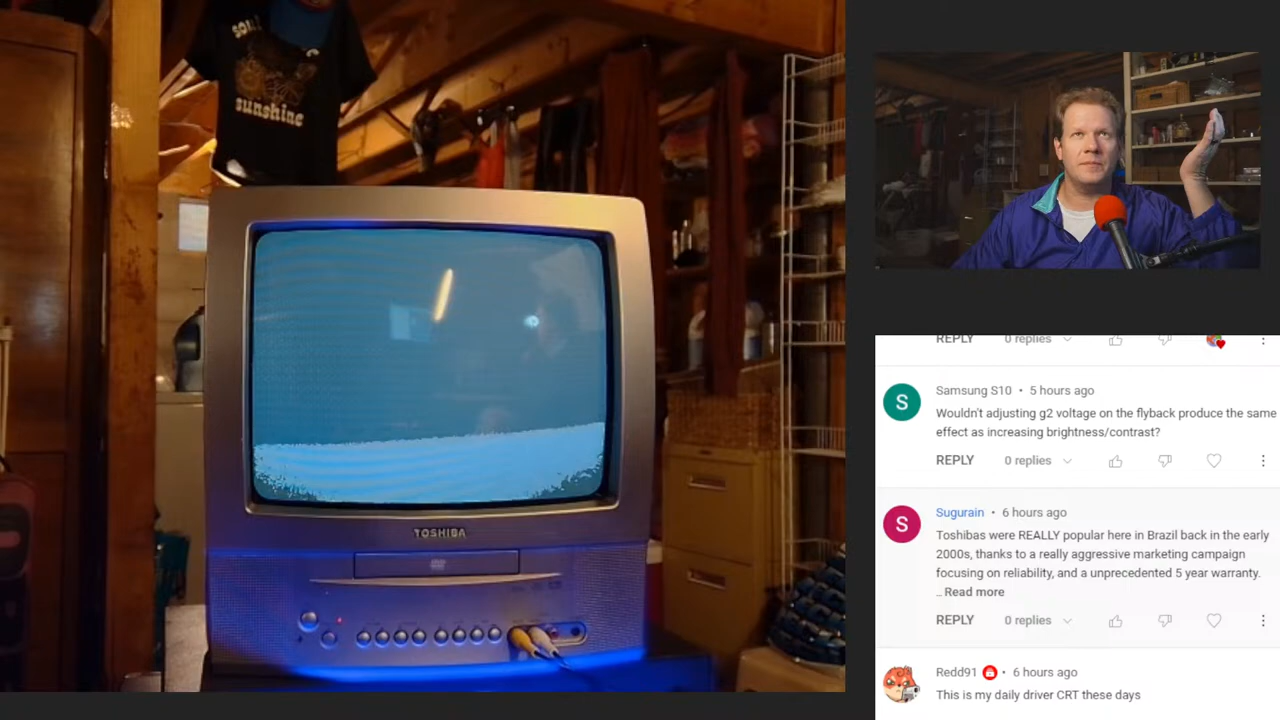 SOUL
sunshine
TOSHIBA
REPLY 0 replies
S
Samsung S10 • 5 hours ago
Wouldn't adjusting g2 voltage on the flyback produce the same
effect as increasing brightness/contrast?
REPLY 0 replies
S
Sugurain • 6 hours ago
Toshibas were REALLY popular here in Brazil back in the early
2000s, thanks to a really aggressive marketing campaign
focusing on reliability, and a unprecedented 5 year warranty.
... Read more
REPLY 0 replies
Redd91 • 6 hours ago
This is my daily driver CRT these days